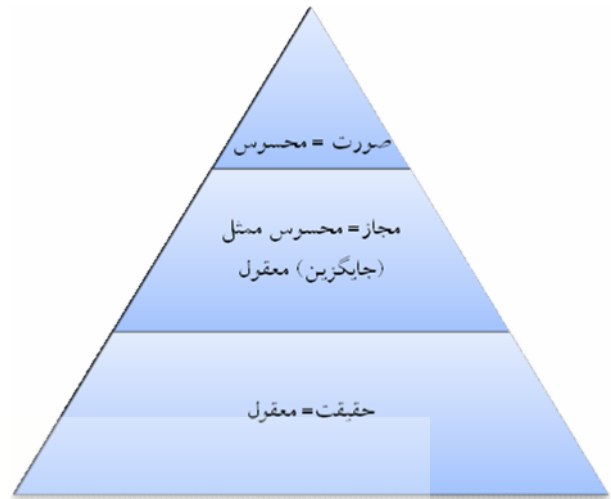 صورت = محسوس
مجاز = محسوس ممثل
(جایگزین) معقول
حقیقت = معقول